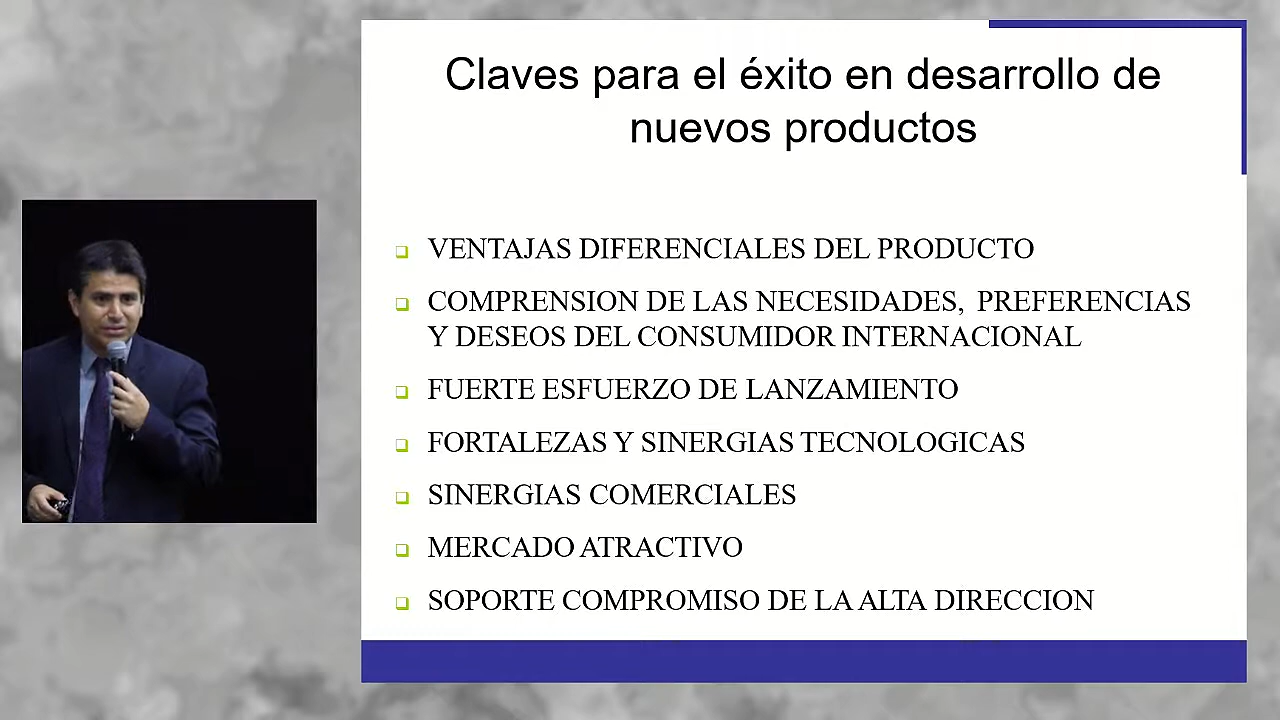 Claves para el éxito en desarrollo de
nuevos productos
VENTAJAS DIFERENCIALES DEL PRODUCTO
COMPRENSION DE LAS NECESIDADES, PREFERENCIAS
Y DESEOS DEL CONSUMIDOR INTERNACIONAL
FUERTE ESFUERZO DE LANZAMIENTO
FORTALEZAS Y SINERGIAS TECNOLOGICAS
SINERGIAS COMERCIALES
MERCADO ATRACTIVO
SOPORTE COMPROMISO DE LA ALTA DIRECCION